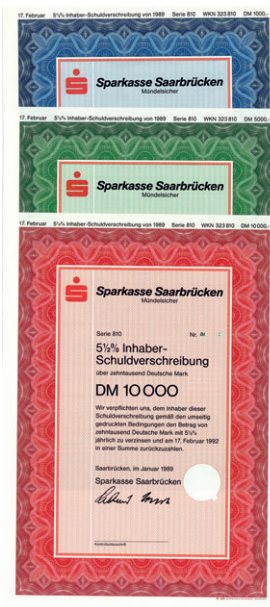 17. Februar 5½% Inhaber-Schuldverschreibung von 1989 Serie 810 WKN 323 810 DM 1000,-
Sparkasse Saarbrücken
Mündelsicher
17. Februar 5½% Inhaber-Schuldverschreibung von 1989 Serie 810 WKN 323 810 DM 5000,-
Sparkasse Saarbrücken
Mündelsicher
17. Februar 5½% Inhaber-Schuldverschreibung von 1989 Serie 810 WKN 323 810 DM 10000,-
Sparkasse Saarbrücken
Mündelsicher
Serie 810 Nr.
5½% Inhaber-
Schuldverschreibung
über zehntausend Deutsche Mark
DM 10000
Wir verpflichten uns, dem Inhaber dieser
Schuldverschreibung gemäß den umseitig
gedruckten Bedingungen den Betrag von
zehntausend Deutsche Mark mit 5½%
jährlich zu verzinsen und am 17. Februar 1992
in einer Summe zurückzuzahlen.
Saarbrücken, im Januar 1989
Sparkasse Saarbrücken
Kontrollunterschrift